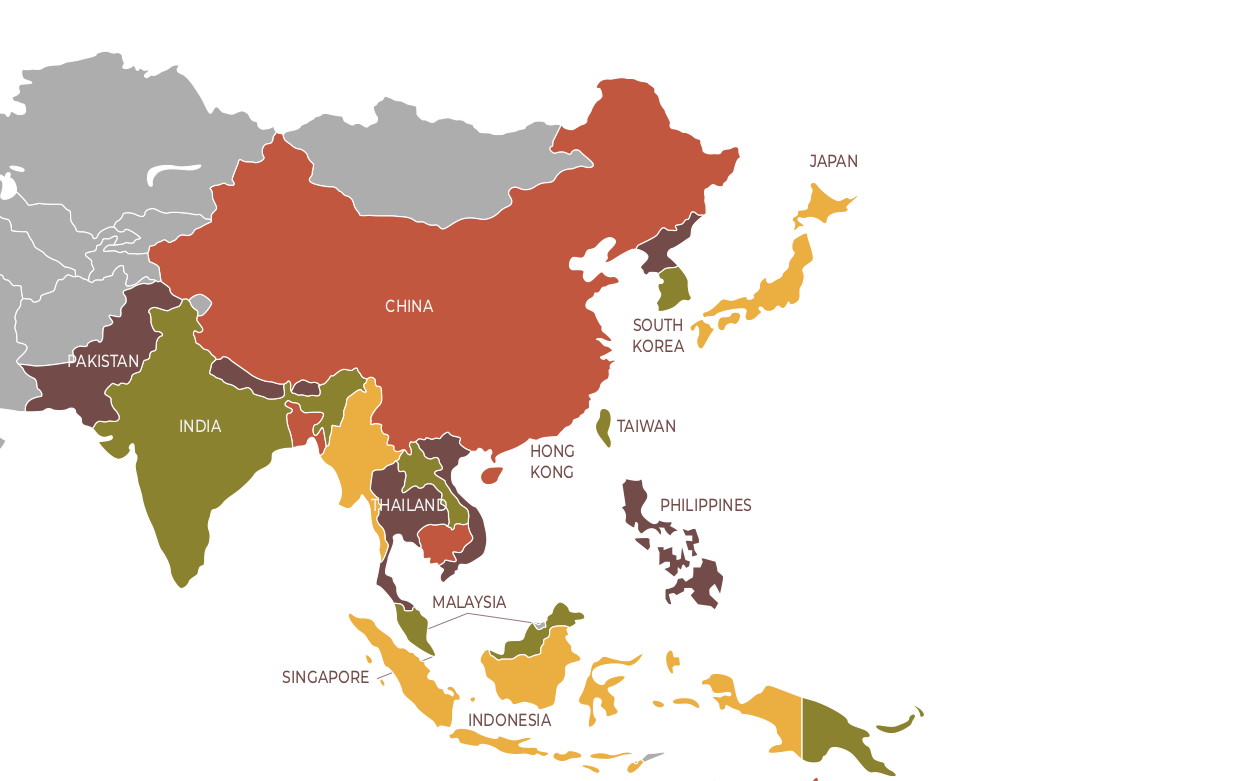 JAPAN
CHINA
SOUTH
KOREA
PAKISTAN
INDIA
TAIWAN
HONG
KONG
THAILAND
PHILIPPINES
MALAYSIA
SINGAPORE
INDONESIA